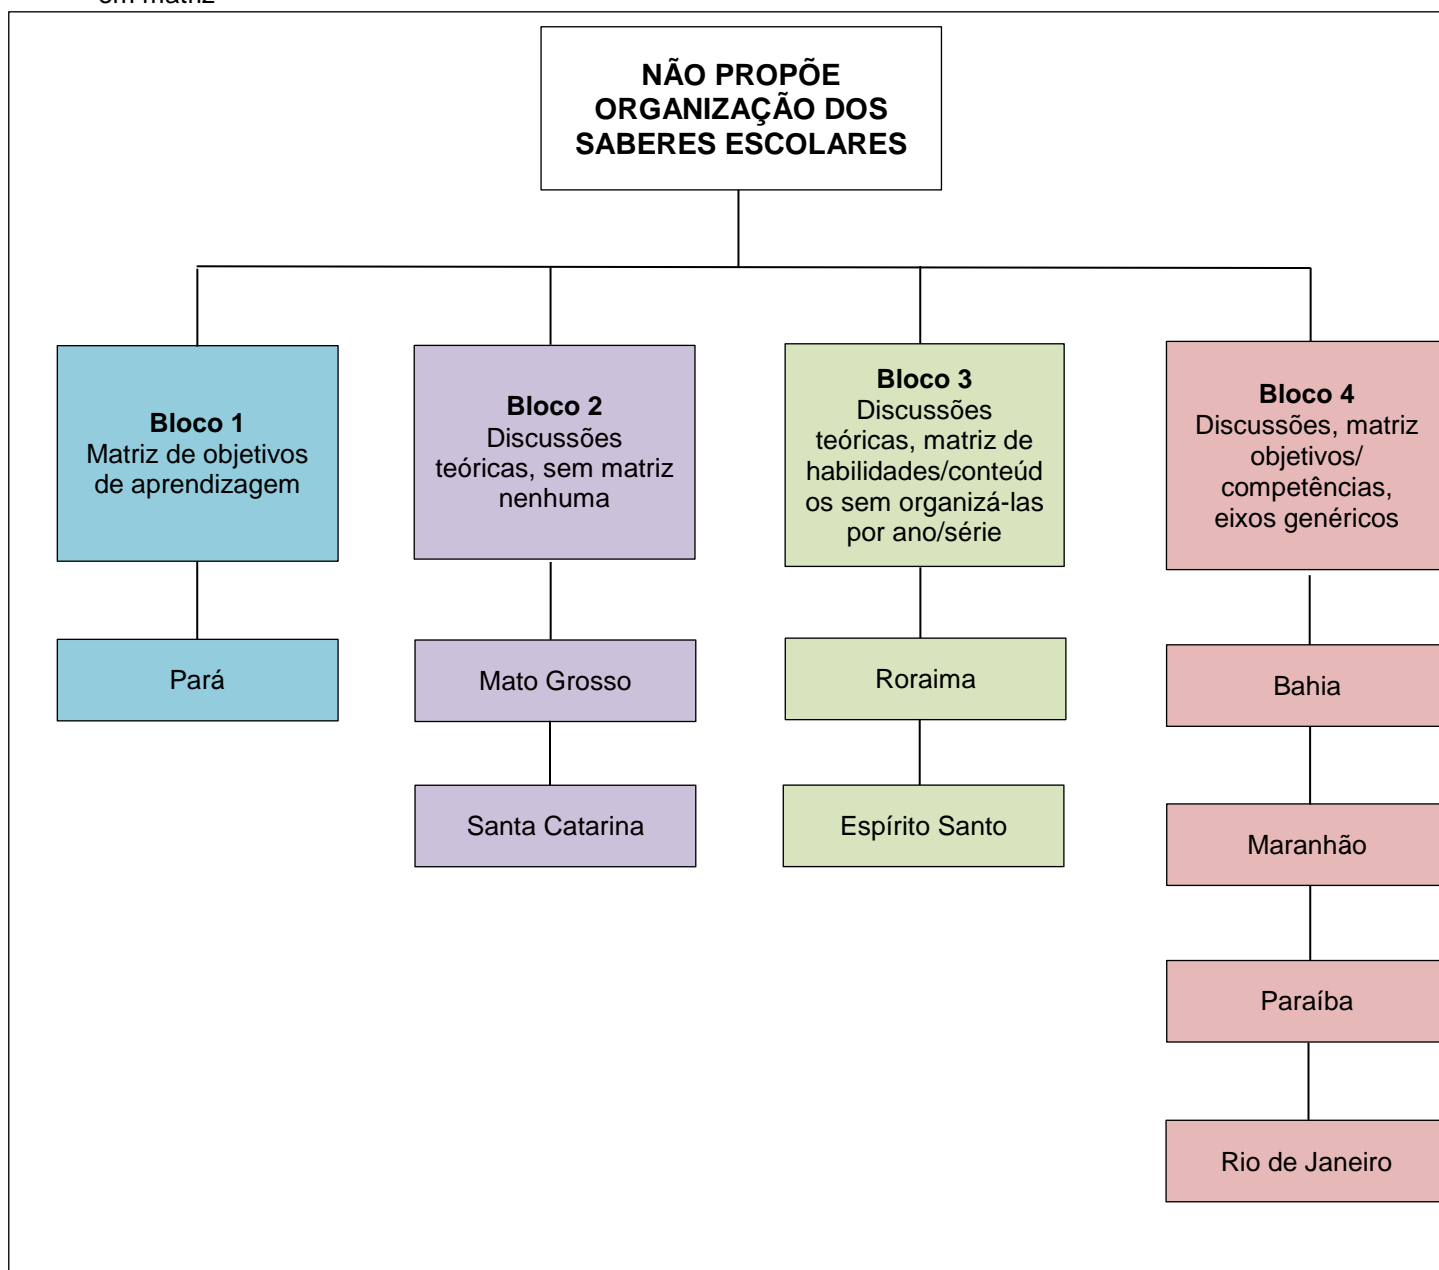 em matriz
NÃO PROPÕE
ORGANIZAÇÃO DOS
SABERES ESCOLARES
Bloco 1
Matriz de objetivos
de aprendizagem
Pará
Bloco 2
Discussões
teóricas, sem matriz
nenhuma
Mato Grosso
Santa Catarina
Bloco 3
Discussões
teóricas, matriz de
habilidades/conteúd
os sem organizá-las
por ano/série
Roraima
Espírito Santo
Bloco 4
Discussões, matriz
objetivos/
competências,
eixos genéricos
Bahia
Maranhão
Paraíba
Rio de Janeiro